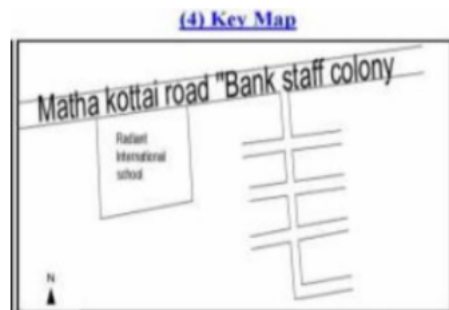 (4) Key Map
Matha kottai road "Bank staff colony
Radiant
International
school
N